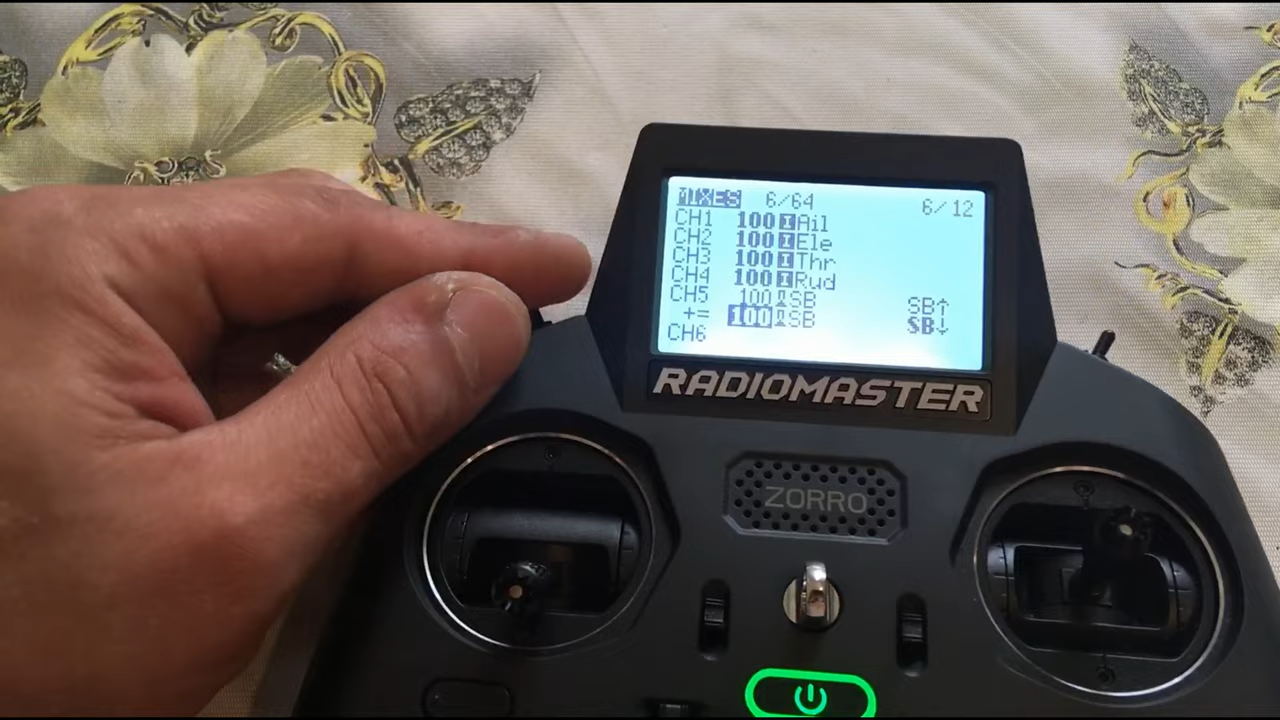 MIXES 6/64 6/12
CH1 100 I Ail
CH2 100 I Ele
CH3 100 I Thr
CH4 100 I Rud
CH5 100 SB SB↑
+= 100 SB SB↓
CH6
RADIOMASTER
ZORRO